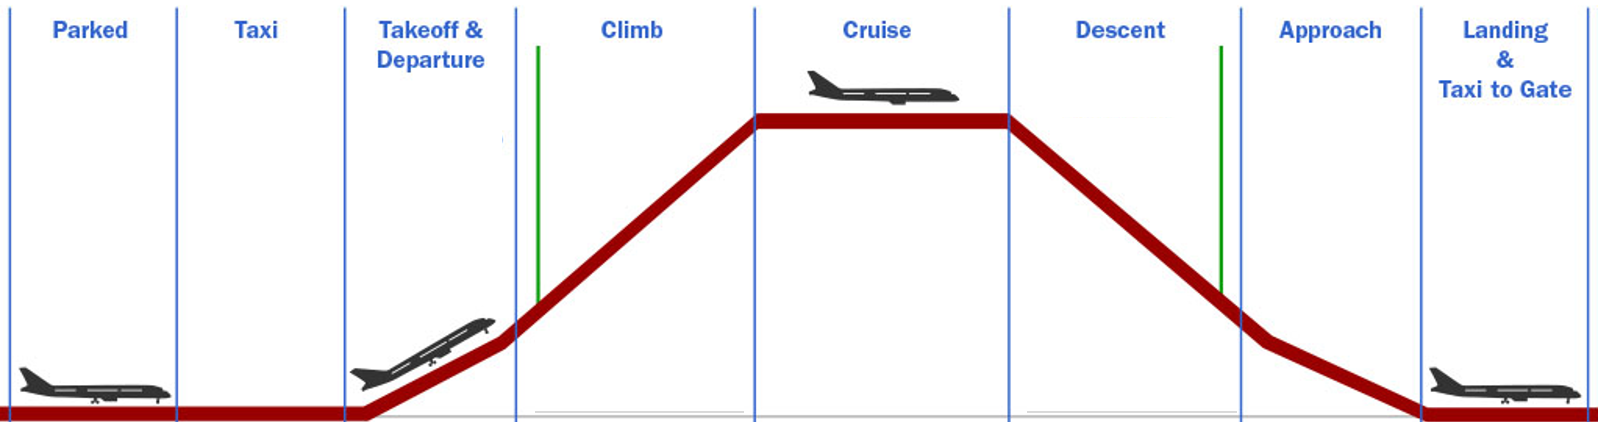 Parked
Taxi
Takeoff &
Departure
Climb
Cruise
Descent
Approach
Landing
&
Taxi to Gate